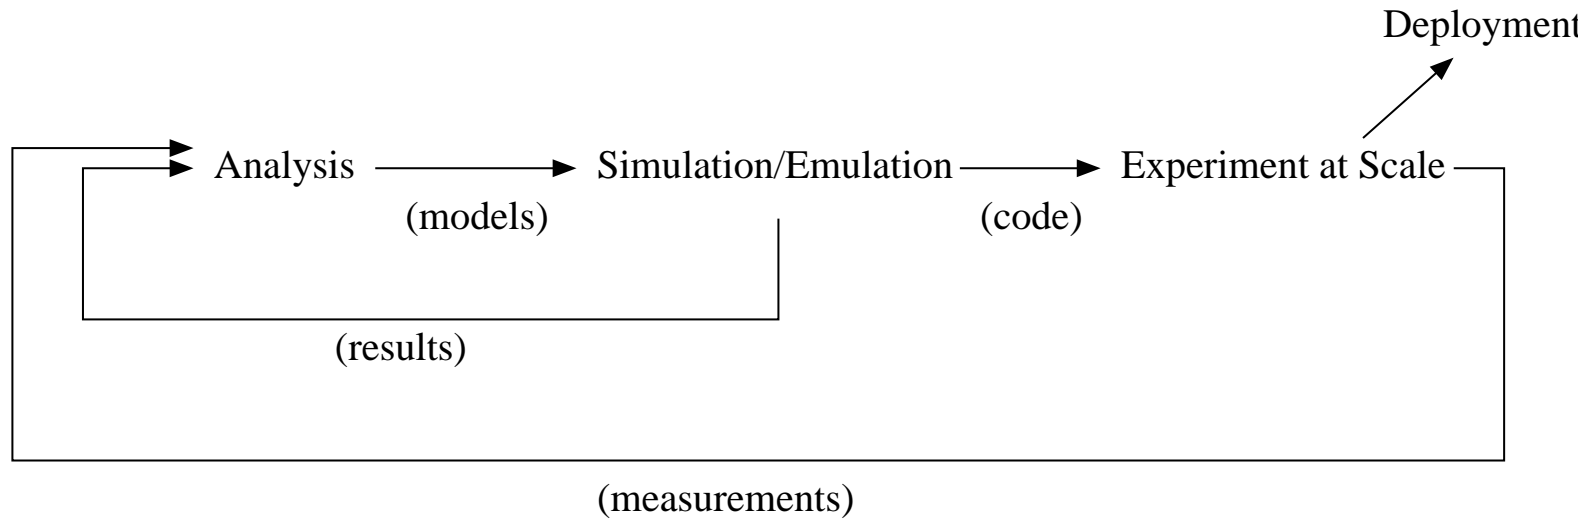 Deployment
Analysis
Simulation/Emulation
Experiment at Scale
(models)
(code)
(results)
(measurements)